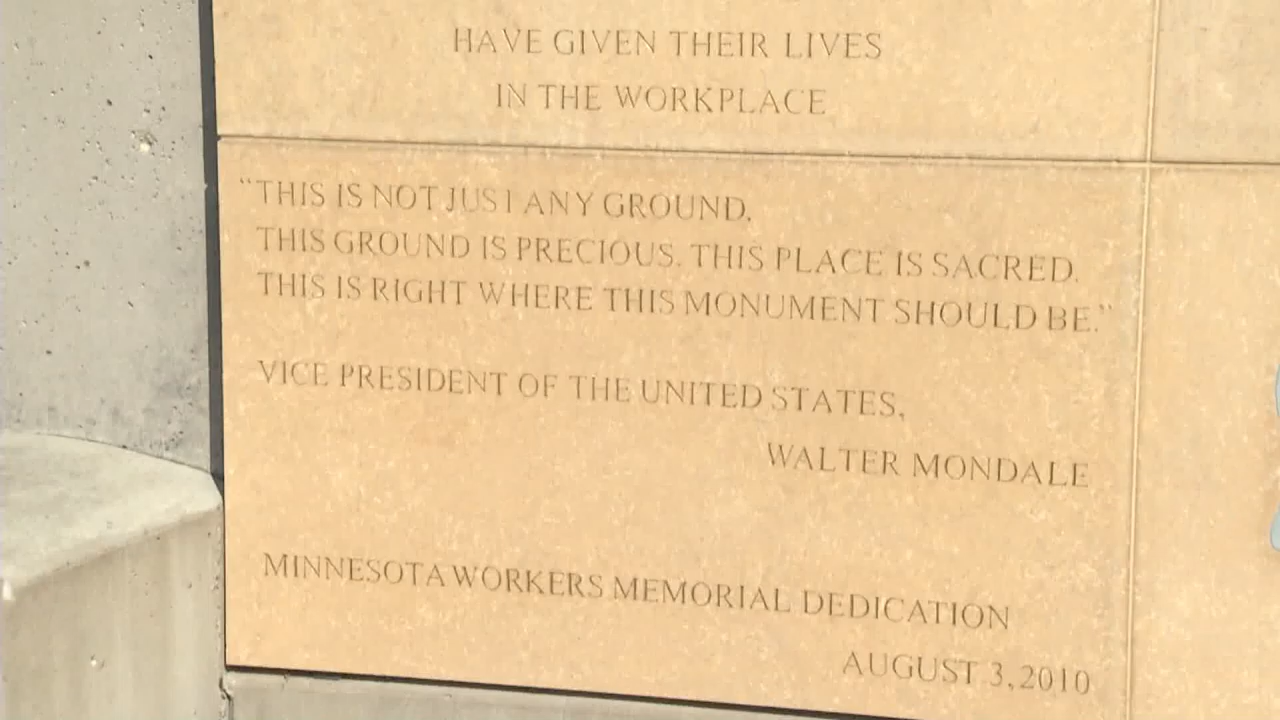 HAVE GIVEN THEIR LIVES
IN THE WORKPLACE
“THIS IS NOT JUST ANY GROUND,
THIS GROUND IS PRECIOUS. THIS PLACE IS SACRED.
THIS IS RIGHT WHERE THIS MONUMENT SHOULD BE.”
VICE PRESIDENT OF THE UNITED STATES,
WALTER MONDALE
MINNESOTA WORKERS MEMORIAL DEDICATION
AUGUST 3, 2010